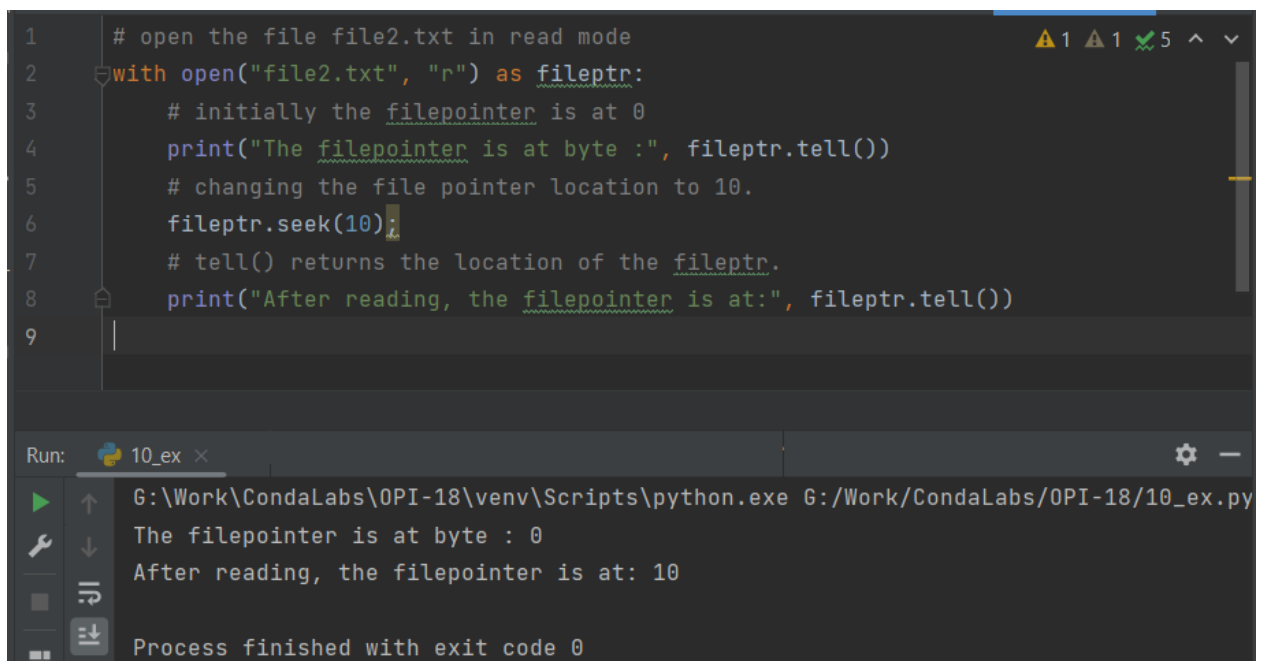 1 # open the file file2.txt in read mode
1 1 5
2 with open("file2.txt", "r") as fileptr:
3 # initially the filepointer is at 0
4 print("The filepointer is at byte :", fileptr.tell())
5 # changing the file pointer location to 10.
6 fileptr.seek(10);
7 # tell() returns the location of the fileptr.
8 print("After reading, the filepointer is at:", fileptr.tell())
9
Run: 10_ex
G:\Work\CondaLabs\OPI-18\venv\Scripts\python.exe G:/Work/CondaLabs/OPI-18/10_ex.py
The filepointer is at byte : 0
After reading, the filepointer is at: 10
Process finished with exit code 0